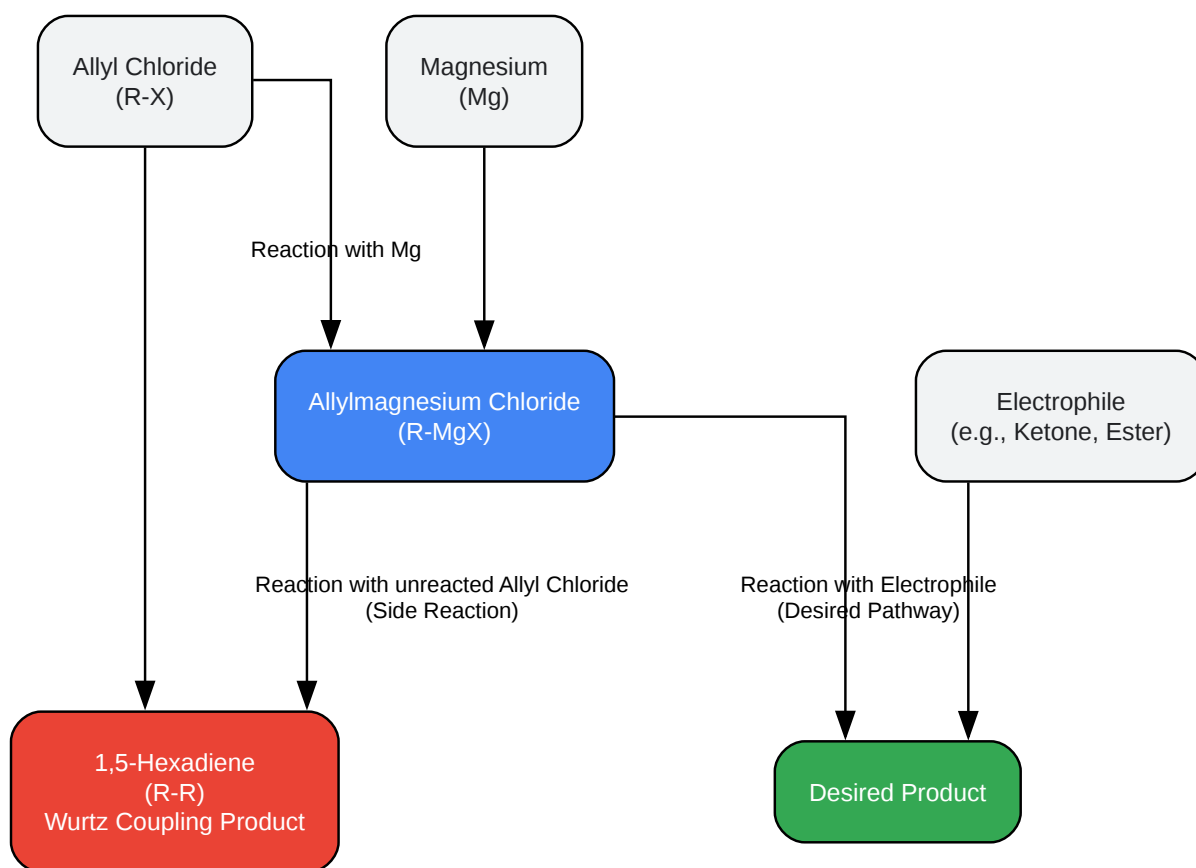 Allyl Chloride
(R-X)
Magnesium
(Mg)
Reaction with Mg
Allylmagnesium Chloride
(R-MgX)
Electrophile
(e.g., Ketone, Ester)
Reaction with unreacted Allyl Chloride
(Side Reaction)
Reaction with Electrophile
(Desired Pathway)
1,5-Hexadiene
(R-R)
Wurtz Coupling Product
Desired Product